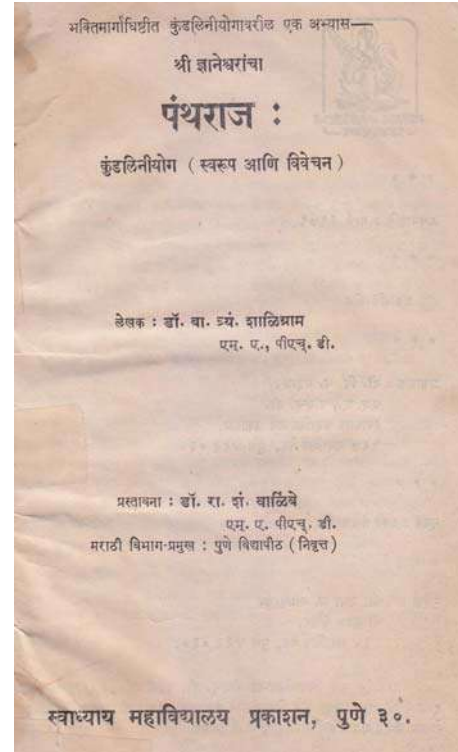 भक्तिमार्गाधिष्ठीत कुंडलिनीयोगावरील एक अभ्यास—
श्री ज्ञानेश्वरांचा
पंथराज :
कुंडलिनीयोग ( स्वरूप आणि विवेचन )
लेखक : डॉ. वा. त्र्यं. शाळिग्राम
एम्. ए., पीएच्. डी.
प्रस्तावना : डॉ. रा. शं. वाळिंबे
एम्. ए. पीएच्. डी.
मराठी विभाग-प्रमुख : पुणे विद्यापीठ ( निवृत्त )
स्वाध्याय महाविद्यालय प्रकाशन, पुणे ३०.